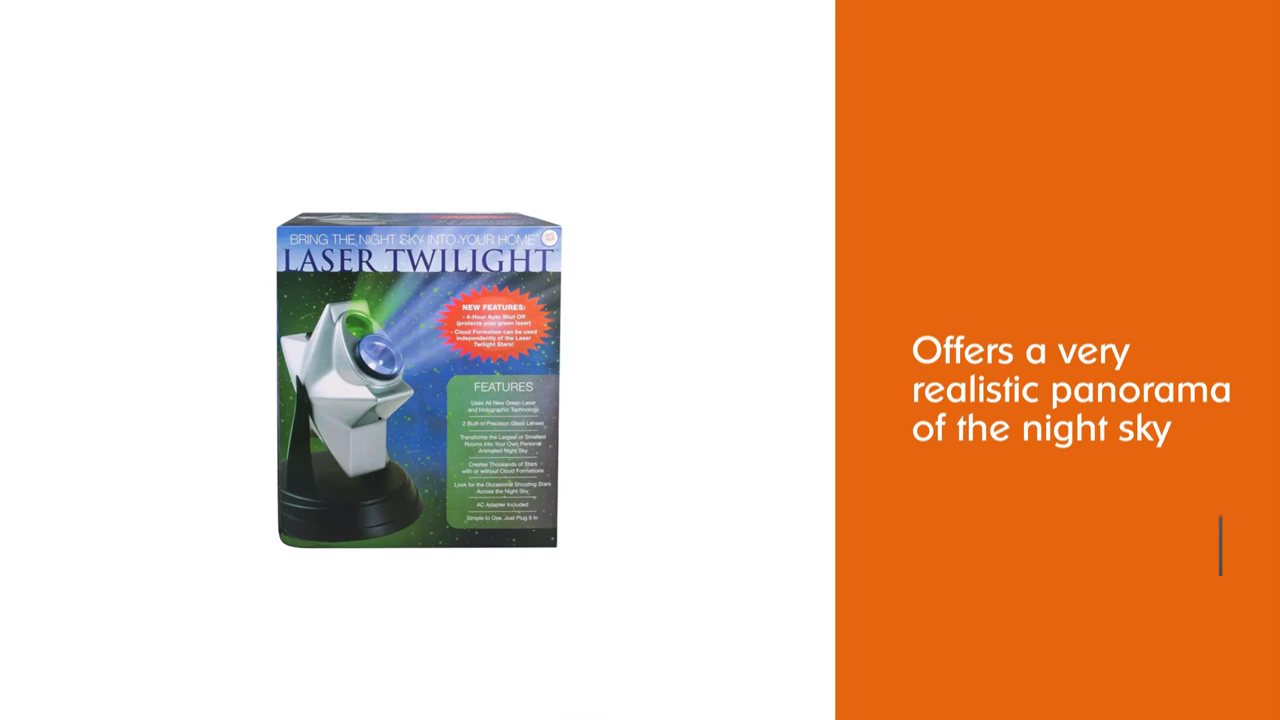 BRING THE NIGHT SKY INTO YOUR HOME
LASER TWILIGHT
NEW FEATURES:
- 4-Hour Auto Shut Off
(protects your green laser)
- Cloud Formation can be used
independently of the Laser
Twilight Stars!
FEATURES
Uses All New Green Laser
and Holographic Technology
2 Built-In Precision Glass Lenses
Transforms the Largest or Smallest
Rooms into Your Own Personal
Animated Night Sky
Creates Thousands of Stars
with or without Cloud Formations
Look for the Occasional Shooting Stars
Across the Night Sky
AC Adapter Included
Simple to Use, Just Plug It In
Offers a very
realistic panorama
of the night sky